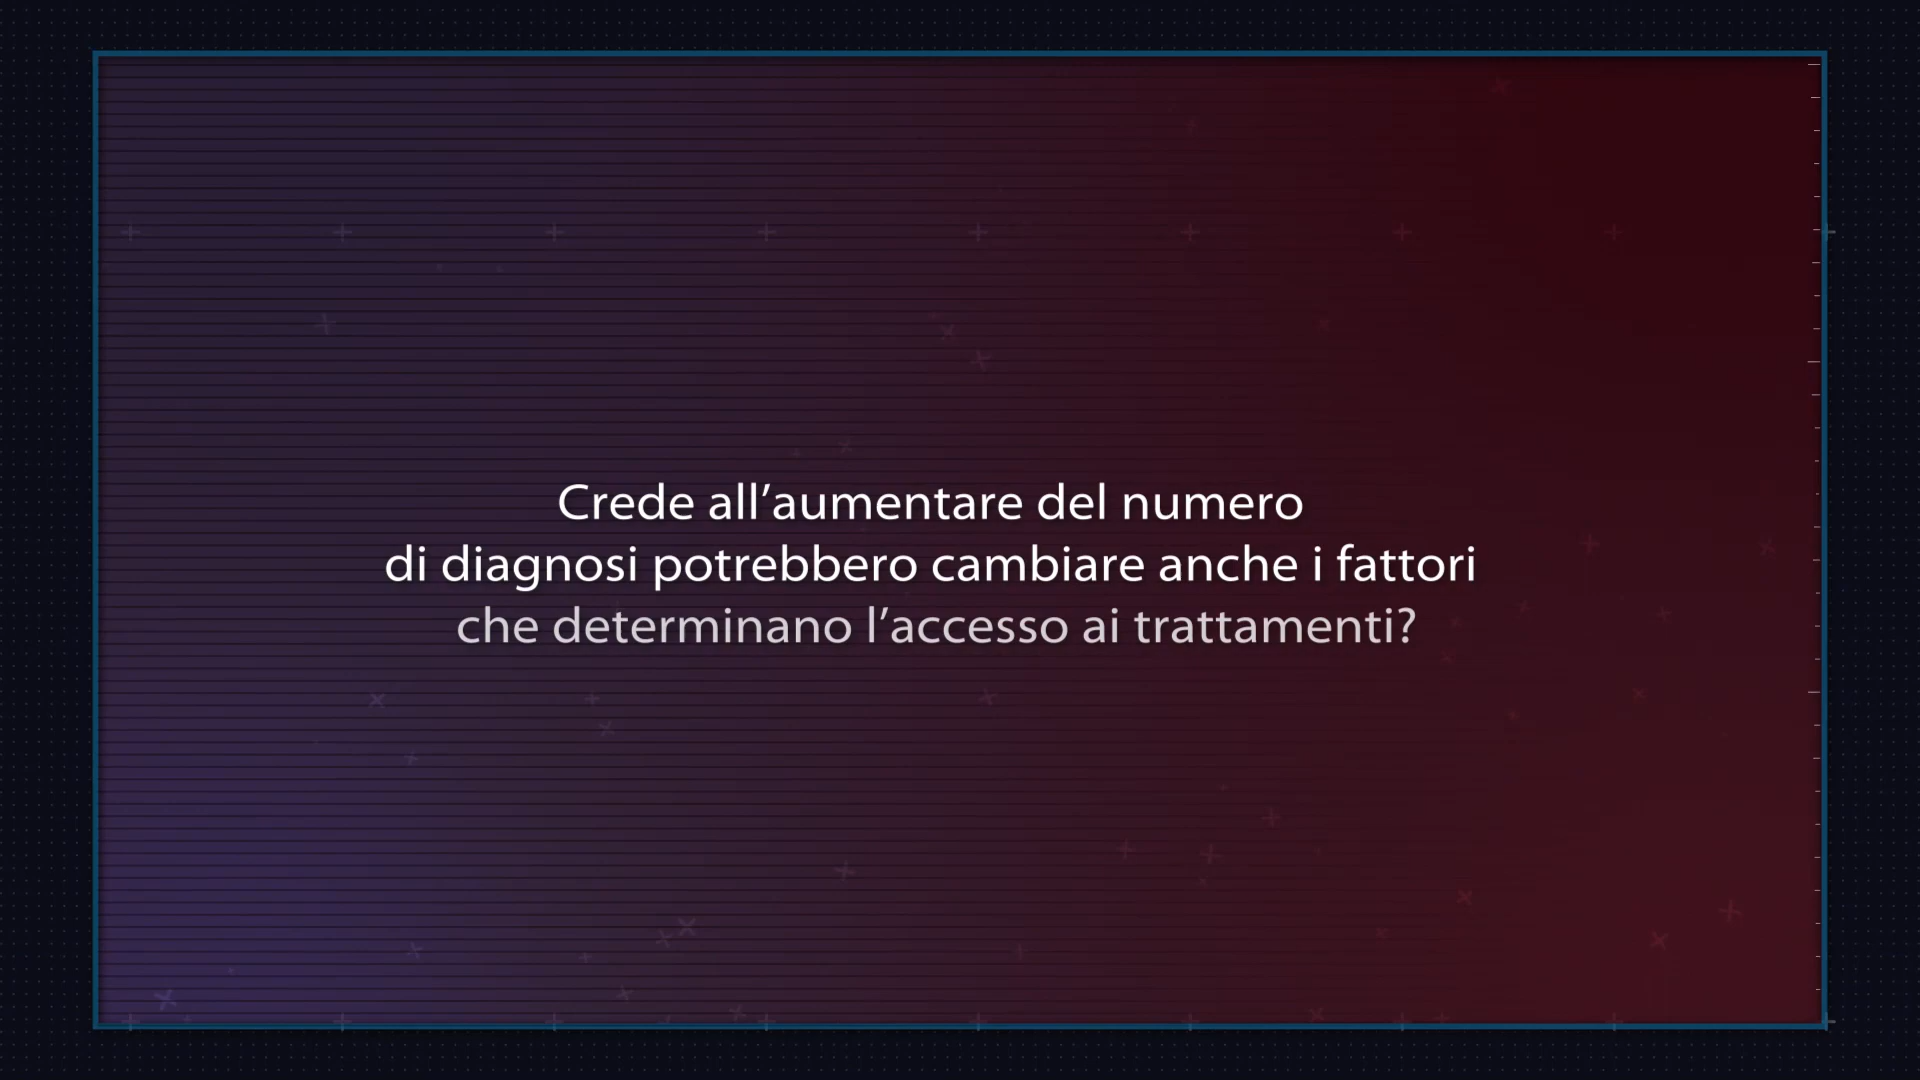 Crede all’aumentare del numero
di diagnosi potrebbero cambiare anche i fattori
che determinano l’accesso ai trattamenti?